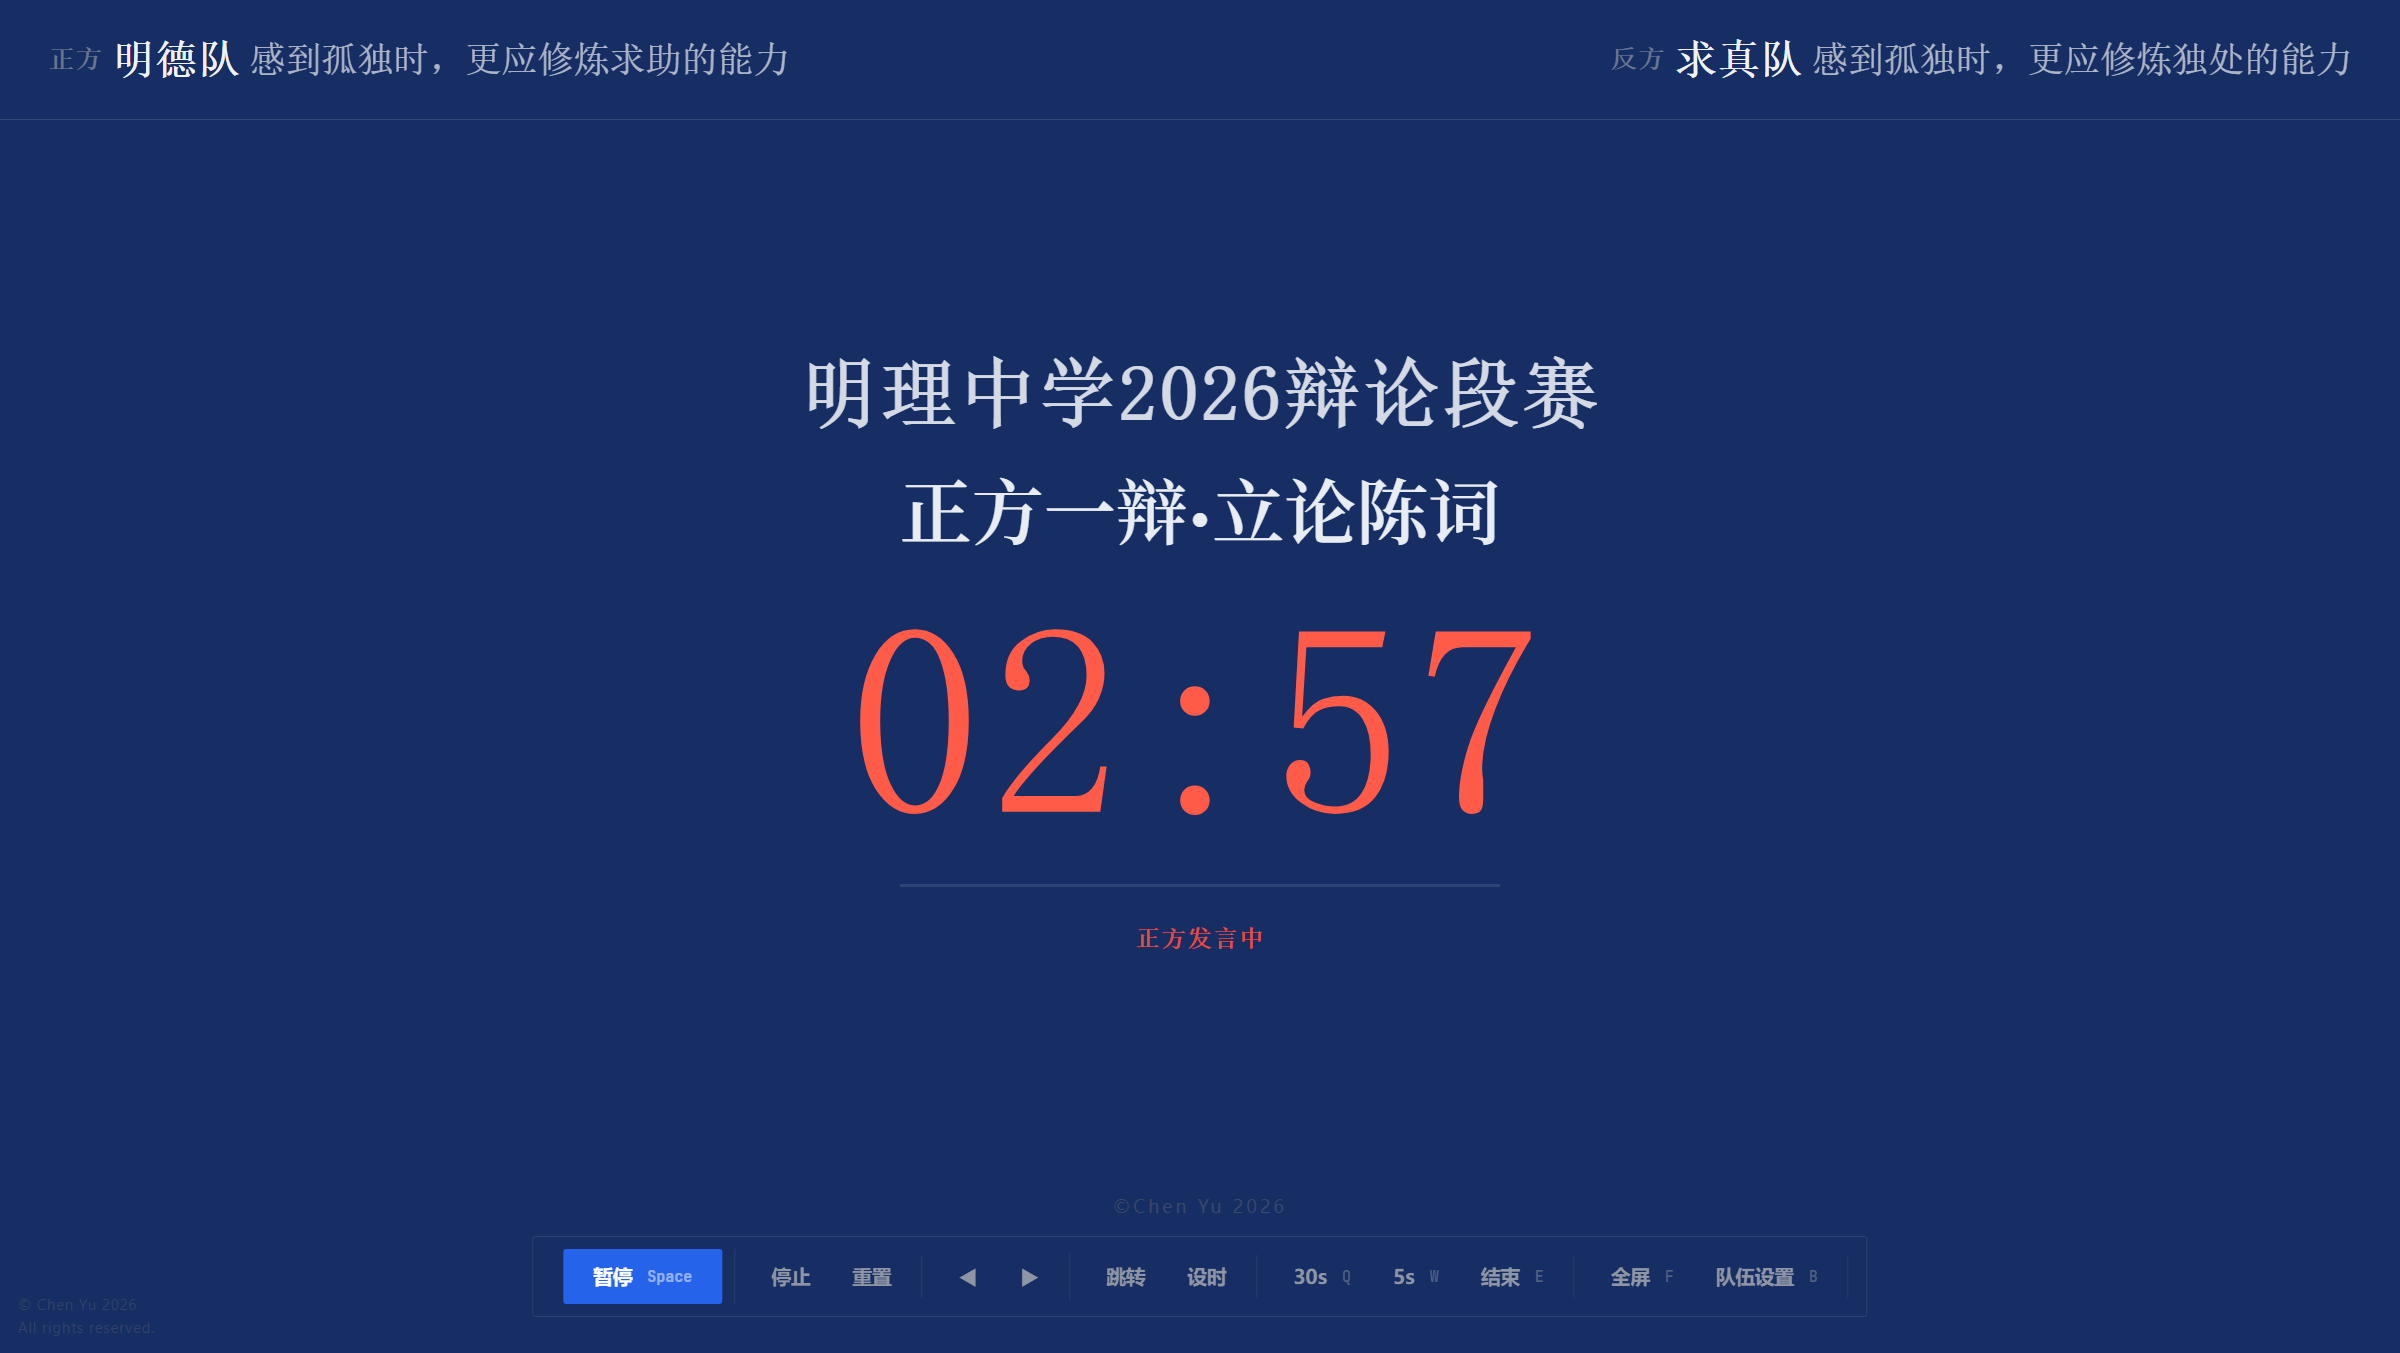 正方 明德队 感到孤独时，更应修炼求助的能力
反方 求真队 感到孤独时，更应修炼独处的能力
明理中学2026辩论段赛
正方一辩·立论陈词
02:57
正方发言中
©Chen Yu 2026
暂停 Space 停止 重置 ◀ ▶ 跳转 设时 30s Q 5s W 结束 E 全屏 F 队伍设置 B
© Chen Yu 2026
All rights reserved.